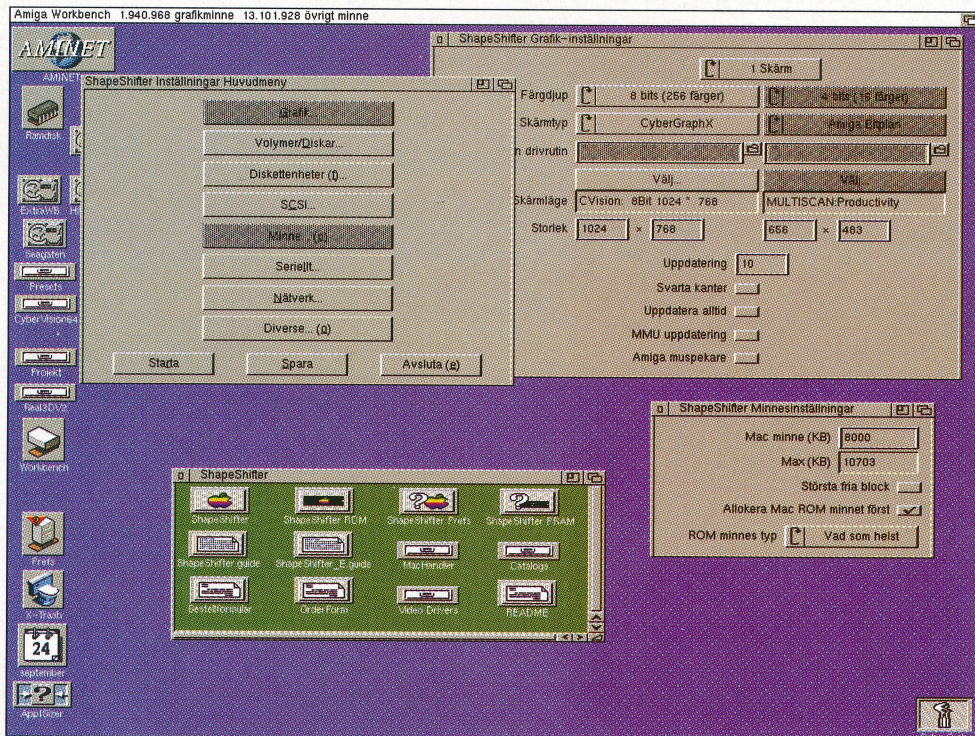 Amiga Workbench 1.940.968 grafikminne 13.101.928 övrigt minne
AMINET
AMINET
Ramdisk
ExtraWB
Seagaten
Presets
CyberVision64
Projekt
Real3DV2
Workbench
Prefs
X-Trash
24
september
AppISizer
ShapeShifter Inställningar Huvudmeny
Grafik...
Volymer/Diskar...
Diskettenheter (f)...
SCSI...
Minne... (o)
Seriellt...
Nätverk...
Diverse... (q)
Starta
Spara
Avsluta (e)
ShapeShifter Grafik-inställningar
1 Skärm
Färgdjup
8 bits (256 färger)
4 bits (16 färger)
Skärmtyp
CyberGraphX
Amiga Bitplan
n drivrutin
Välj...
Välj...
Skärmläge
CVision: 8Bit 1024 * 768
MULTISCAN:Productivity
Storlek
1024 × 768
656 × 483
Uppdatering 10
Svarta kanter
Uppdatera alltid
MMU uppdatering
Amiga muspekare
ShapeShifter Minnesinställningar
Mac minne (KB) 8000
Max (KB) 10703
Största fria block
Allokera Mac ROM minnet först
ROM minnes typ Vad som helst
ShapeShifter
ShapeShifter
ShapeShifter RDM
ShapeShifter Prefs
ShapeShifter PRAM
ShapeShifter.guide
ShapeShifter_E.guide
MacHandler
Catalogs
Bestellformular
OrderForm
Video Drivers
README